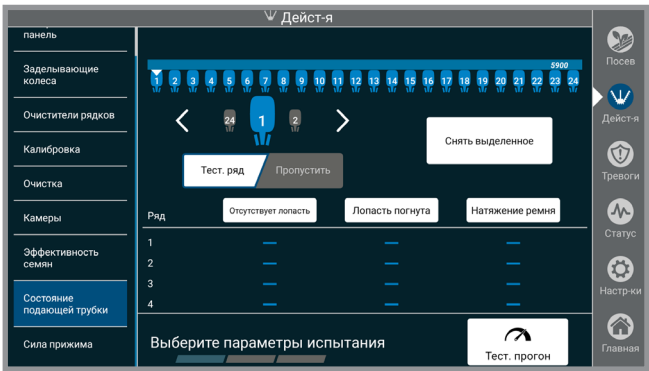 Дейст-я
панель
Заделывающие
колеса
Очистители рядков
Калибровка
Очистка
Камеры
Эффективность
семян
Состояние
подающей трубки
Сила прижима
5900
1 2 3 4 5 6 7 8 9 10 11 12 13 14 15 16 17 18 19 20 21 22 23 24
24 1 2
Снять выделенное
Тест. ряд Пропустить
Ряд Отсутствует лопасть Лопасть погнута Натяжение ремня
1 — — —
2 — — —
3 — — —
4 — — —
Выберите параметры испытания
Тест. прогон
Посев
Дейст-я
Тревоги
Статус
Настр-ки
Главная